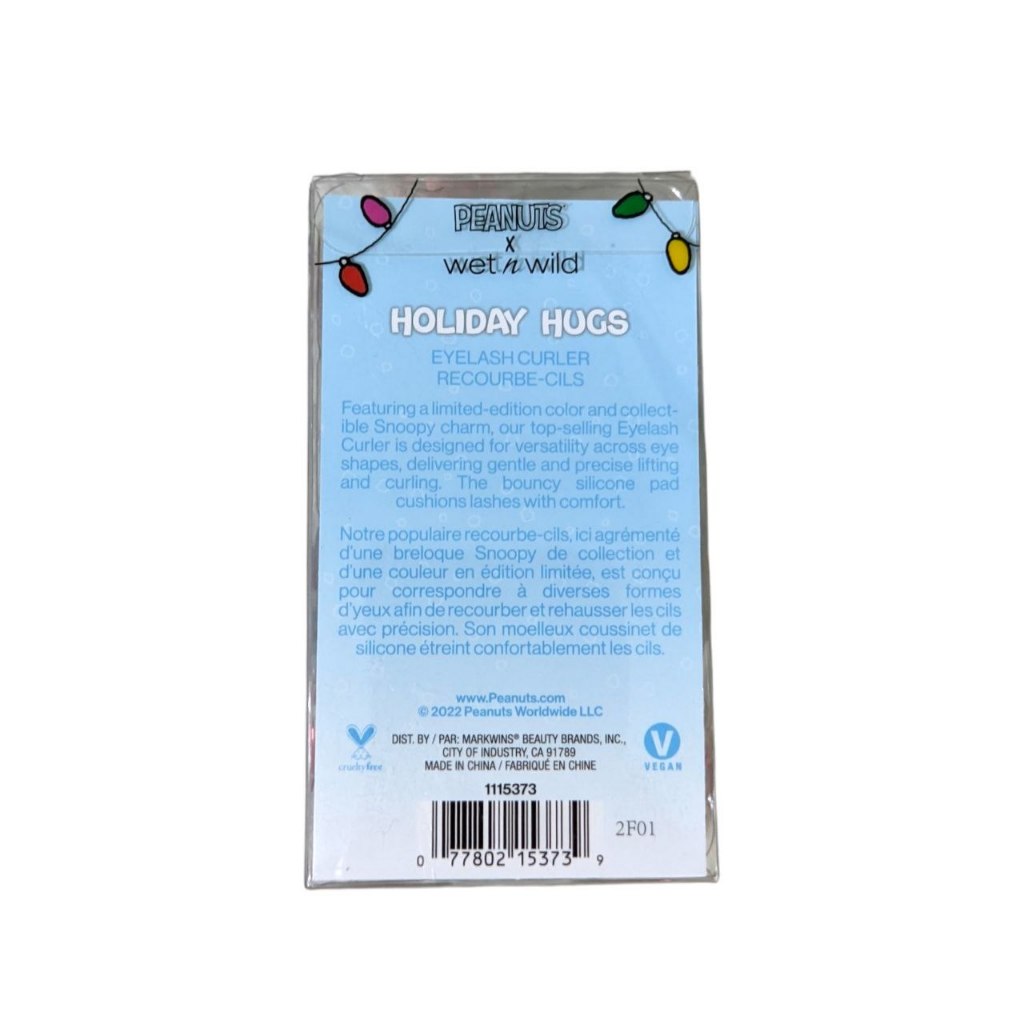 PEANUTS
X
wet n wild
HOLIDAY HUGS
EYELASH CURLER
RECOURBE-CILS
Featuring a limited-edition color and collect-
ible Snoopy charm, our top-selling Eyelash
Curler is designed for versatility across eye
shapes, delivering gentle and precise lifting
and curling. The bouncy silicone pad
cushions lashes with comfort.
Notre populaire recourbe-cils, ici agrémenté
d'une breloque Snoopy de collection et
d'une couleur en édition limitée, est conçu
pour correspondre à diverses formes
d'yeux afin de recourber et rehausser les cils
avec précision. Son moelleux coussinet de
silicone étreint confortablement les cils.
www.Peanuts.com
© 2022 Peanuts Worldwide LLC
DIST. BY / PAR: MARKWINS® BEAUTY BRANDS, INC.,
CITY OF INDUSTRY, CA 91789
MADE IN CHINA / FABRIQUÉ EN CHINE
crueltyfree
V
VEGAN
1115373
2F01
0 77802 15373 9